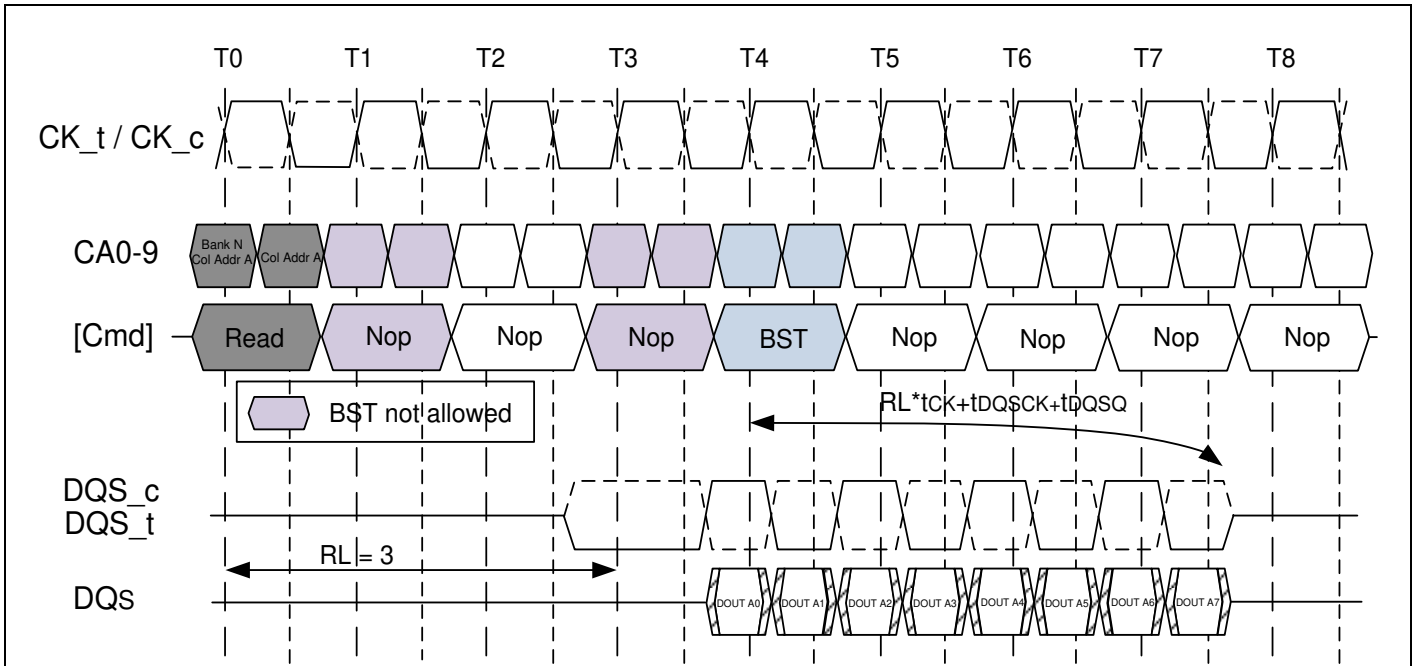 T0 T1 T2 T3 T4 T5 T6 T7 T8
CK_t / CK_c
CA0-9
Bank N
Col Addr A
Col Addr A
[Cmd] Read Nop Nop Nop BST Nop Nop Nop Nop
BST not allowed
RL*tCK+tDQSCK+tDQSQ
DQS_c
DQS_t
RL = 3
DQs DOUT A0 DOUT A1 DOUT A2 DOUT A3 DOUT A4 DOUT A5 DOUT A6 DOUT A7